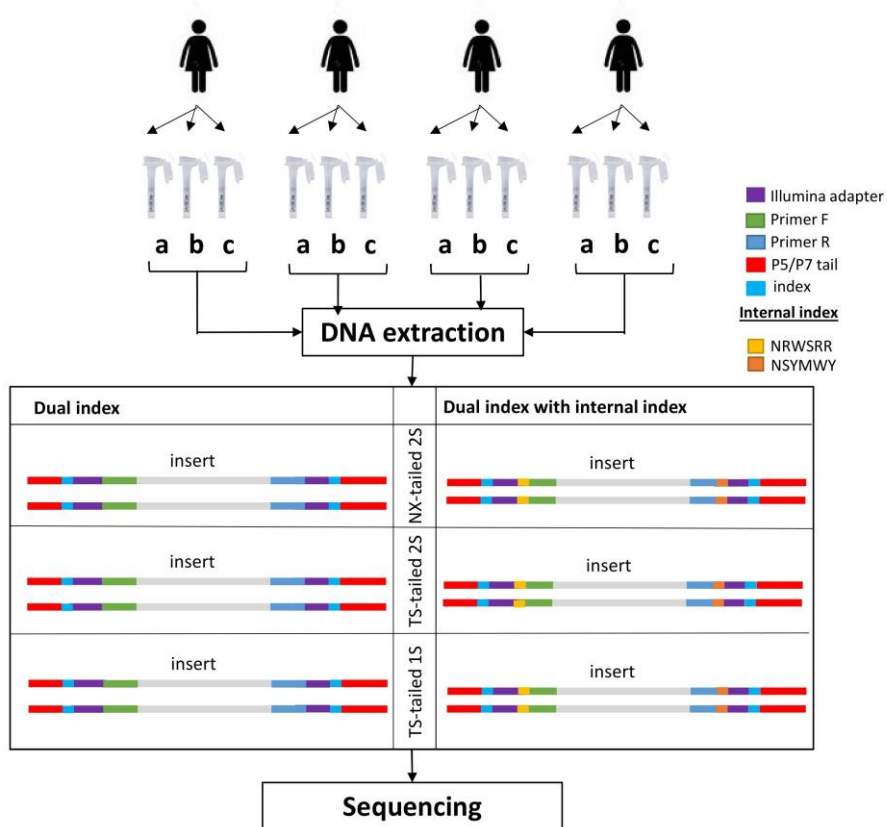 a b c
a b c
a b c
a b c
Illumina adapter
Primer F
Primer R
P5/P7 tail
index
Internal index
NRWSRR
NSYMWY
DNA extraction
Dual index
Dual index with internal index
insert
NX-tailed 2S
insert
insert
TS-tailed 2S
insert
insert
TS-tailed 1S
insert
Sequencing